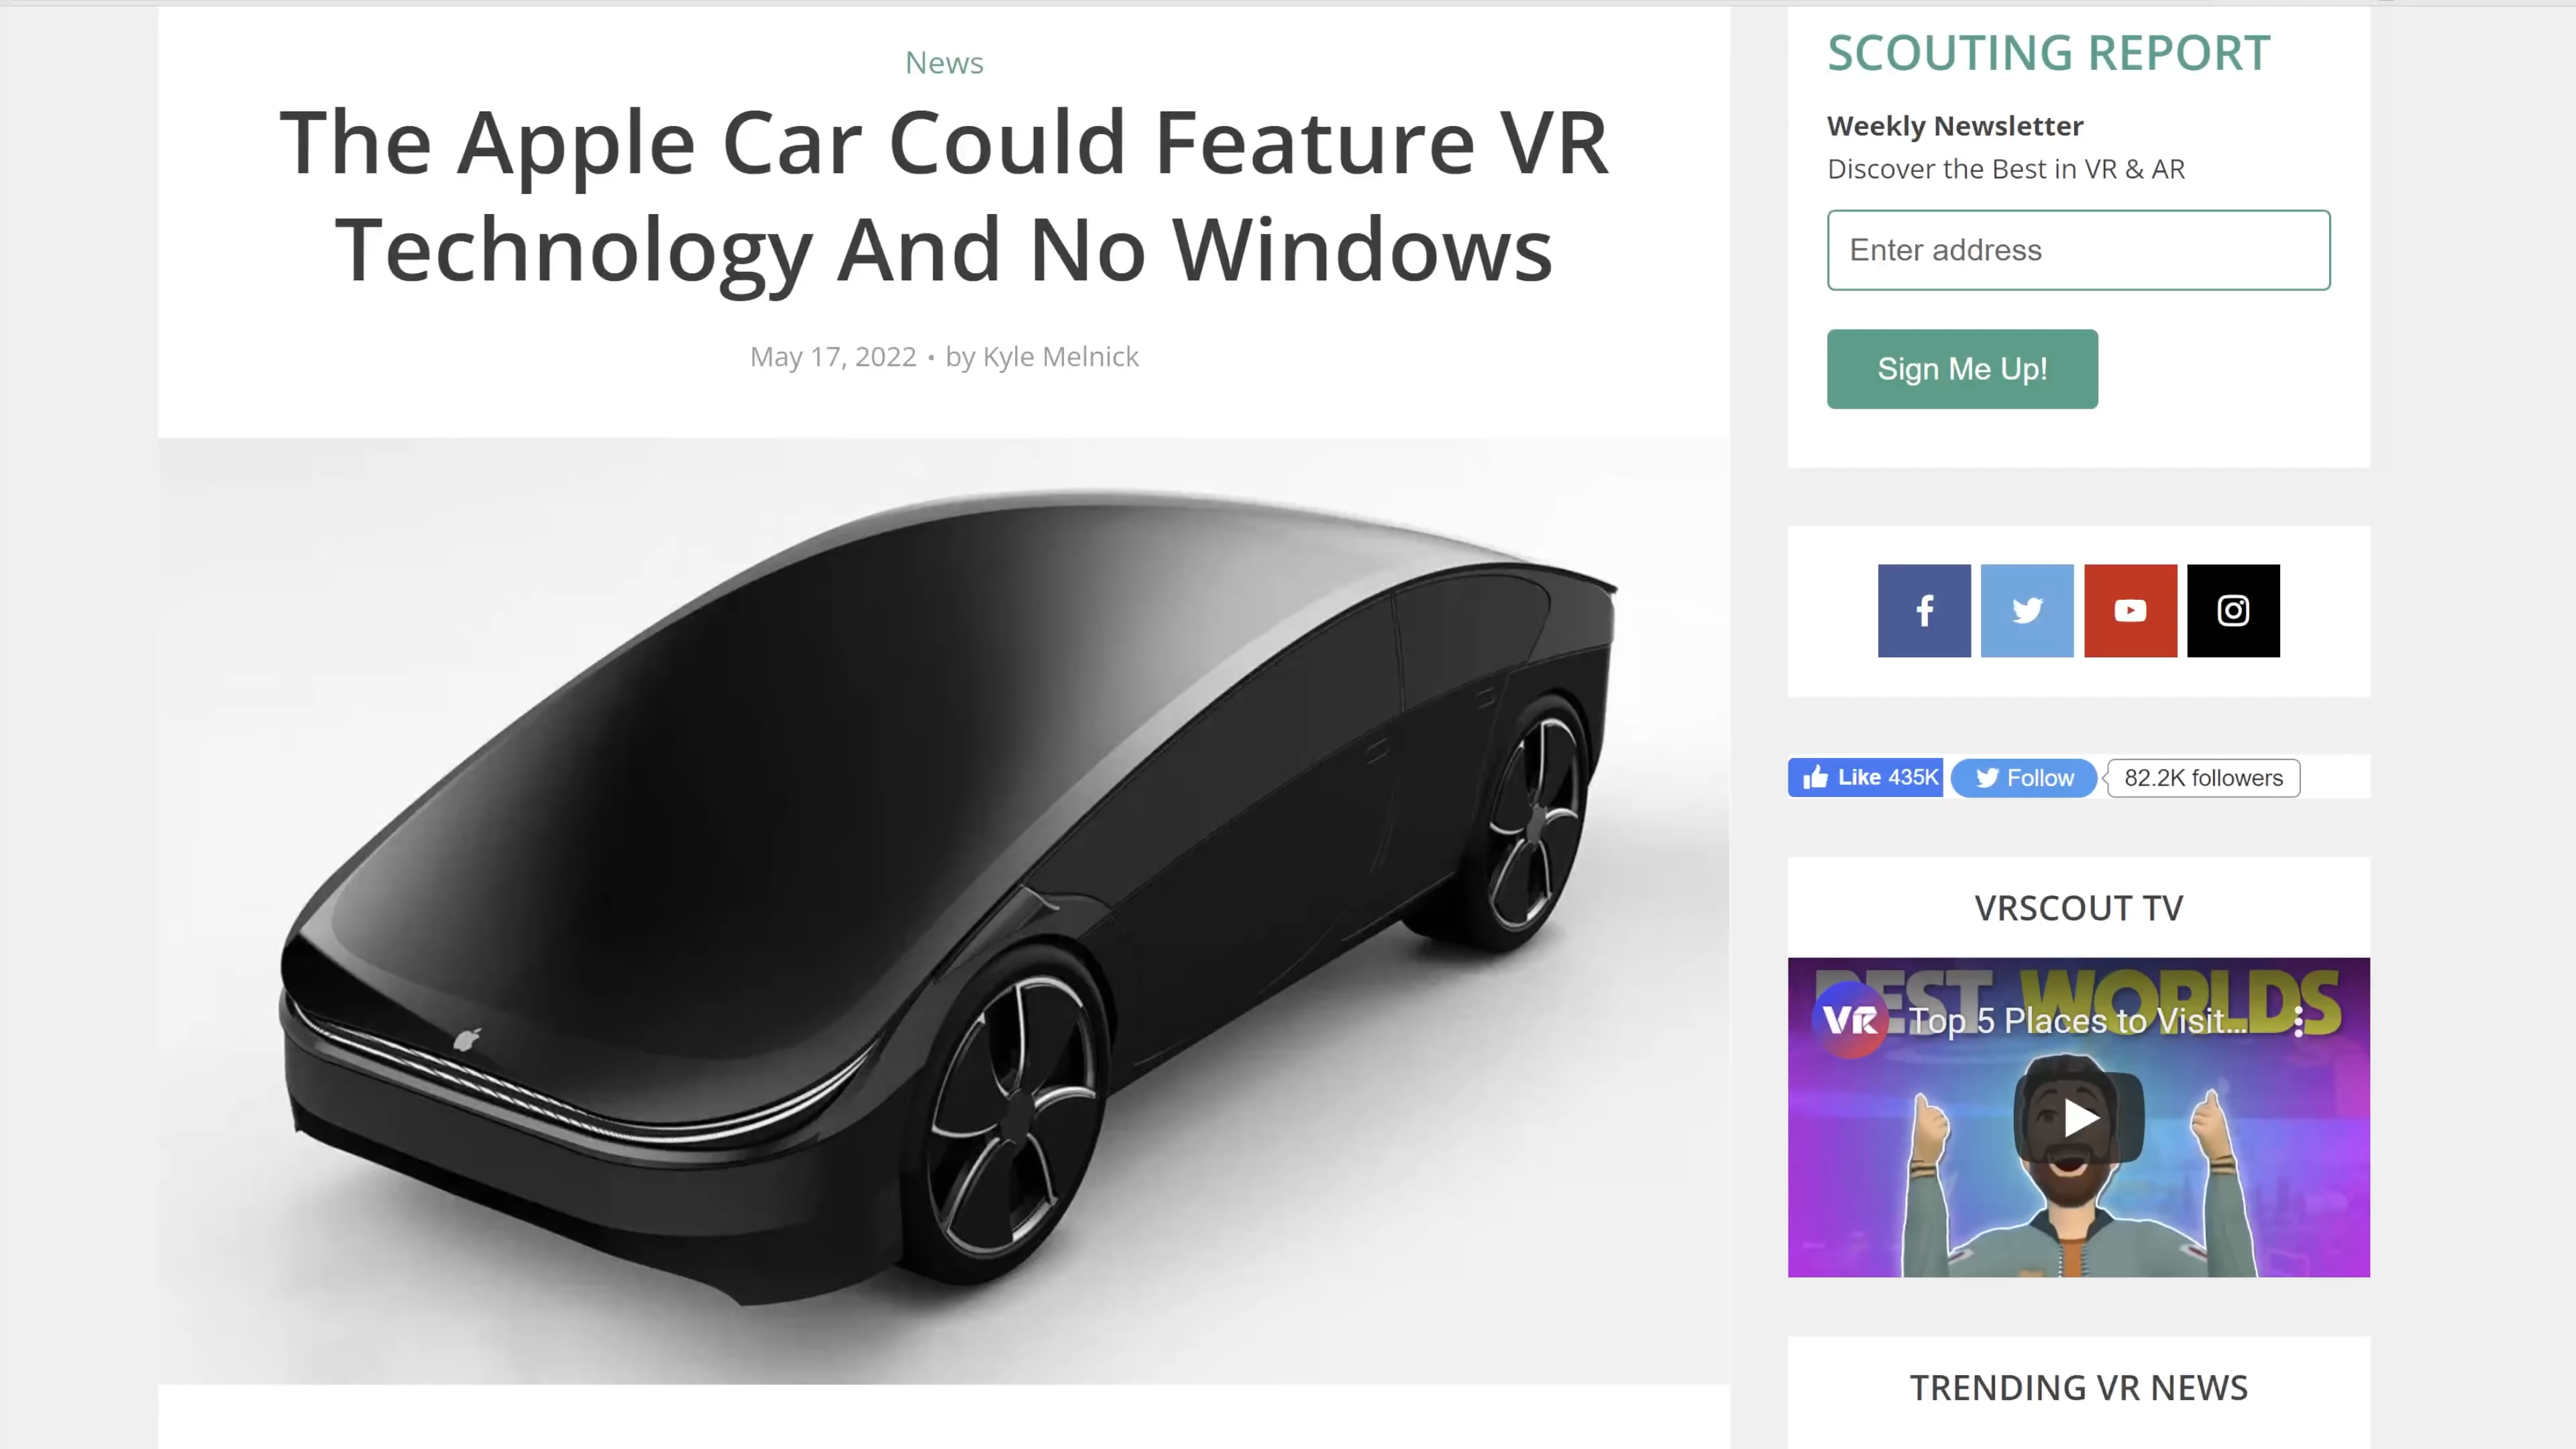 News
The Apple Car Could Feature VR
Technology And No Windows
May 17, 2022 • by Kyle Melnick
SCOUTING REPORT
Weekly Newsletter
Discover the Best in VR & AR
Enter address
Sign Me Up!
Like 435K
Follow
82.2K followers
VRSCOUT TV
BEST WORLDS
VR
Top 5 Places to Visit...
TRENDING VR NEWS